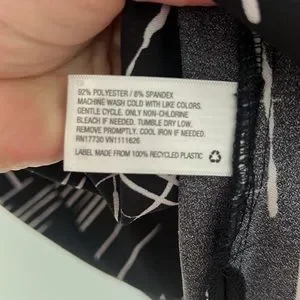 92% POLYESTER / 8% SPANDEX
MACHINE WASH COLD WITH LIKE COLORS.
GENTLE CYCLE. ONLY NON-CHLORINE
BLEACH IF NEEDED. TUMBLE DRY LOW.
REMOVE PROMPTLY. COOL IRON IF NEEDED.
RN17730 VN1111626
LABEL MADE FROM 100% RECYCLED PLASTIC